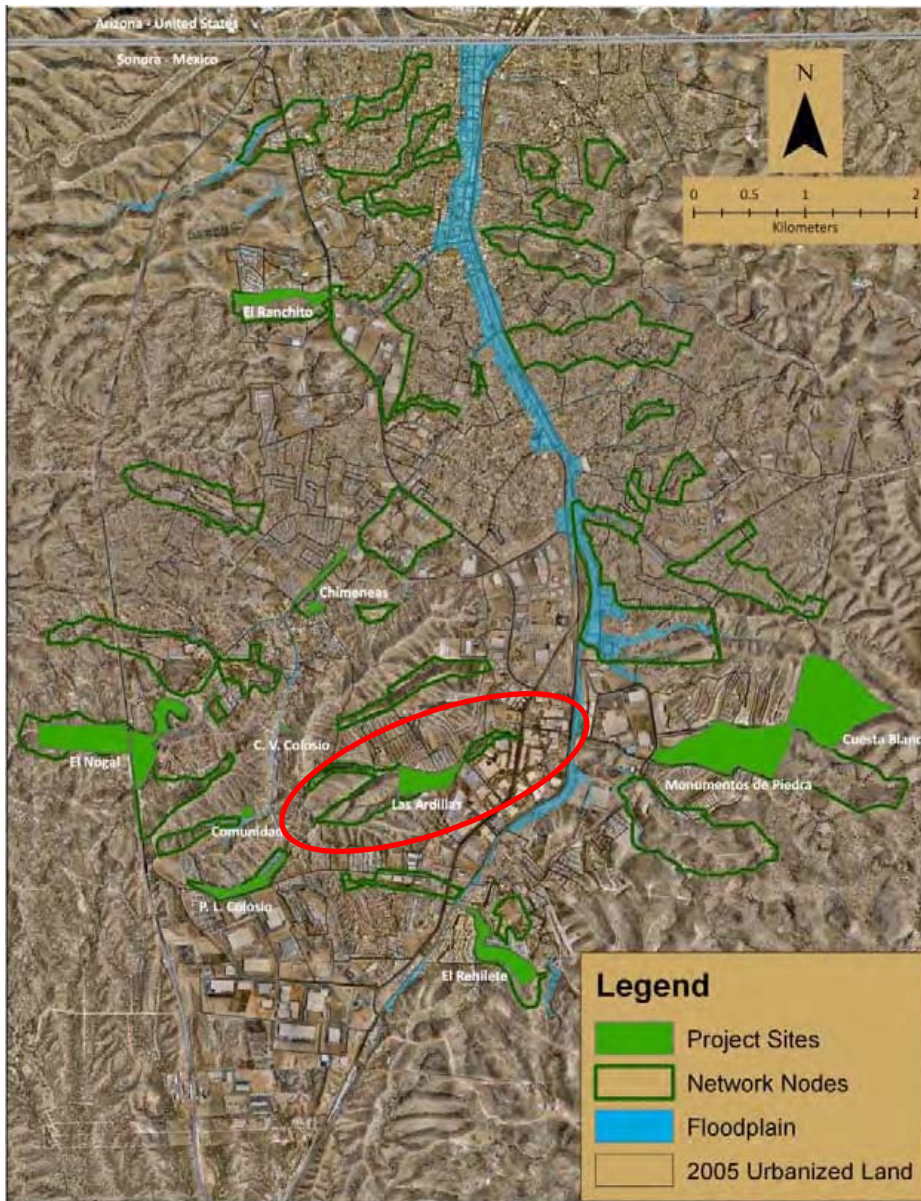 Arizona - United States
Sonora - México
N
0 0.5 1 2
Kilometers
El Ranchito
Chimeneas
C. V. Colosio
El Nogal
Las Ardillas
Cuesta Blanc
Monumentos de Piedra
Comunidad
P. L. Colosio
El Rehilete
Legend
Project Sites
Network Nodes
Floodplain
2005 Urbanized Land